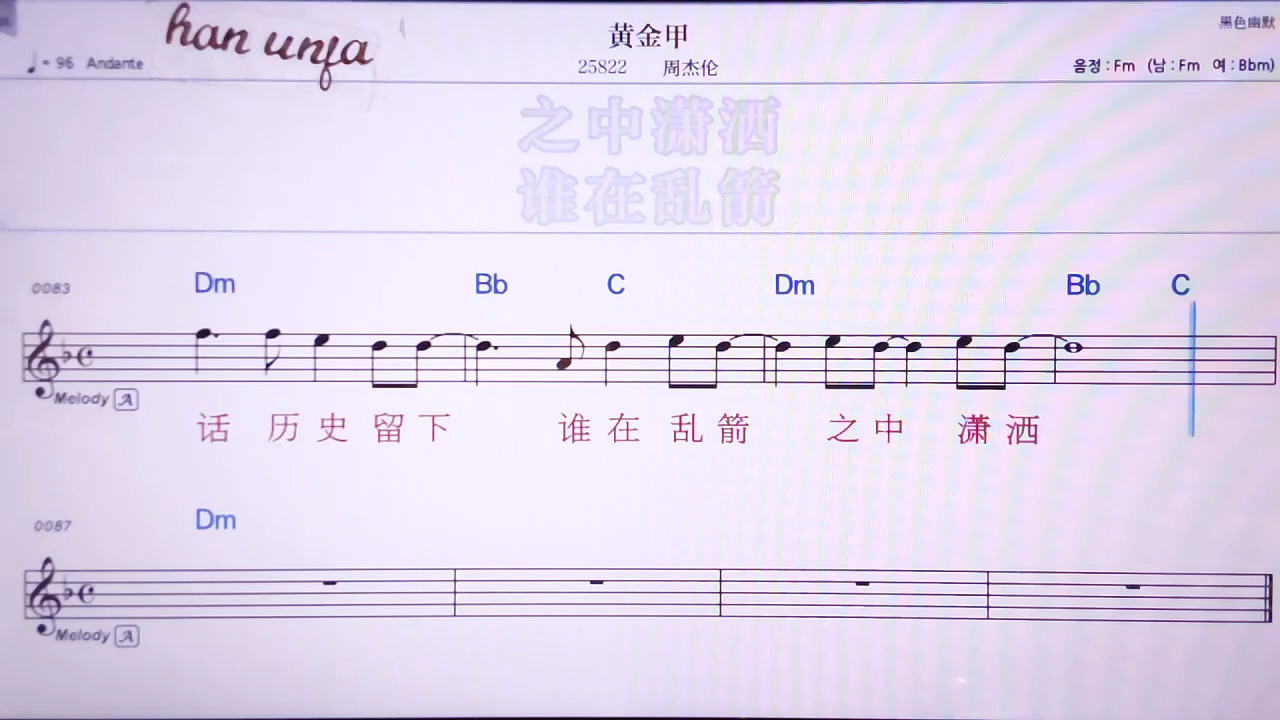 han unfa
黄金甲
黑色幽默
♩= 96 Andante
25822 周杰伦
음정 : Fm (남 : Fm 여 : Bbm)
之中潇洒
谁在乱箭
0083
Dm Bb C Dm Bb C
Melody A
话 历 史 留 下 谁 在 乱 箭 之 中 潇 洒
0087
Dm
Melody A